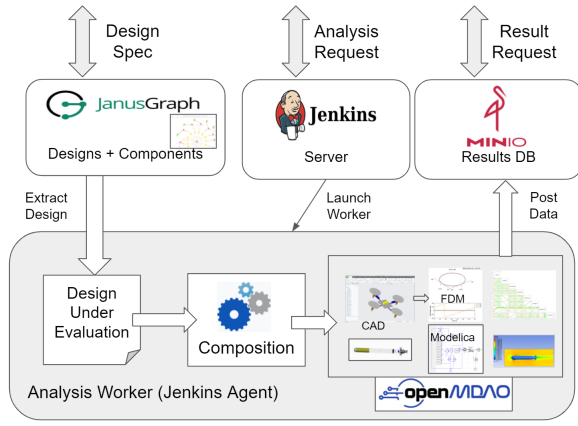 Design
Spec
Analysis
Request
Result
Request
JanusGraph
Designs + Components
Jenkins
Server
MINIO
Results DB
Extract
Design
Launch
Worker
Post
Data
Design
Under
Evaluation
Composition
CAD
FDM
Modelica
Analysis Worker (Jenkins Agent)
openMDAO